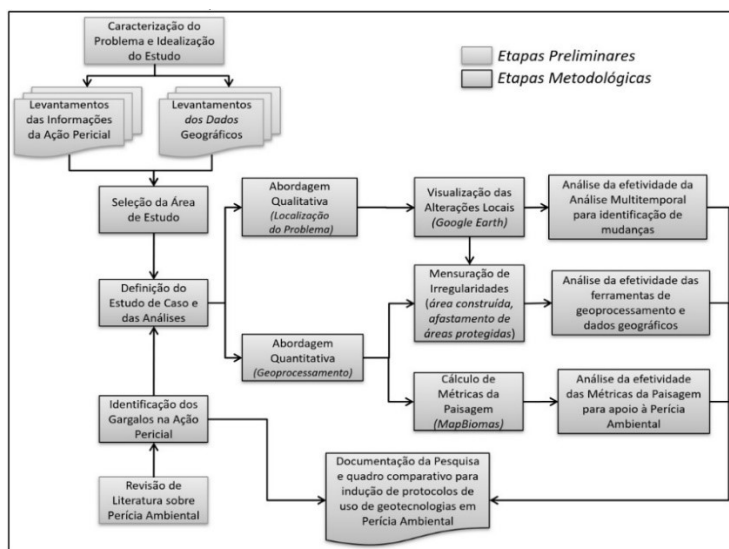 Caracterização do
Problema e Idealização
do Estudo
Etapas Preliminares
Etapas Metodológicas
Levantamentos
das Informações
da Ação Pericial
Levantamentos
dos Dados
Geográficos
Seleção da Área
de Estudo
Abordagem
Qualitativa
(Localização
do Problema)
Visualização das
Alterações Locais
(Google Earth)
Análise da efetividade da
Análise Multitemporal
para identificação de
mudanças
Definição do
Estudo de Caso e
das Análises
Mensuração de
Irregularidades
(área construída,
afastamento de
áreas protegidas)
Análise da efetividade das
ferramentas de
geoprocessamento e
dados geográficos
Abordagem
Quantitativa
(Geoprocessamento)
Identificação dos
Gargalos na Ação
Pericial
Cálculo de
Métricas da
Paisagem
(MapBiomas)
Análise da efetividade
das Métricas da Paisagem
para apoio à Perícia
Ambiental
Revisão de
Literatura sobre
Perícia Ambiental
Documentação da Pesquisa
e quadro comparativo para
indução de protocolos de
uso de geotecnologias em
Perícia Ambiental